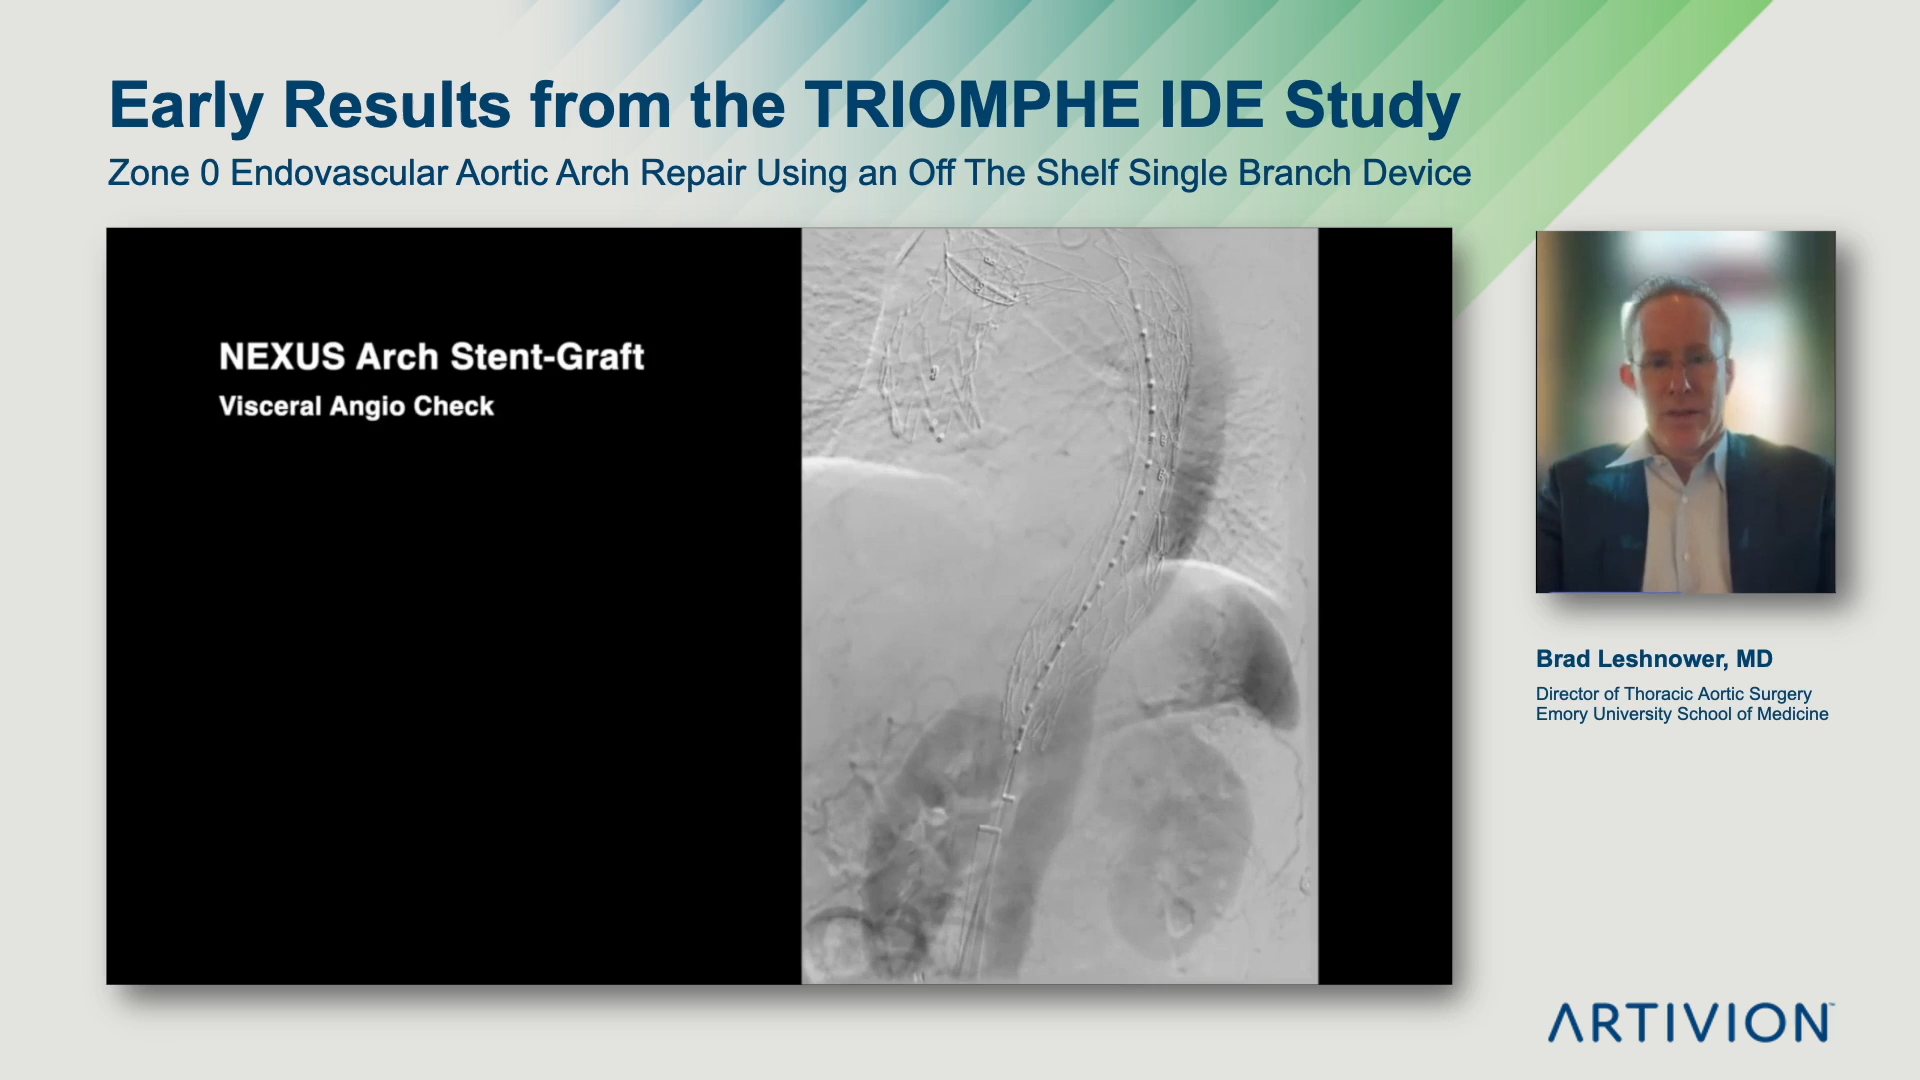 Early Results from the TRIOMPHE IDE Study
Zone 0 Endovascular Aortic Arch Repair Using an Off The Shelf Single Branch Device
NEXUS Arch Stent-Graft
Visceral Angio Check
Brad Leshnower, MD
Director of Thoracic Aortic Surgery
Emory University School of Medicine
ARTIVION™